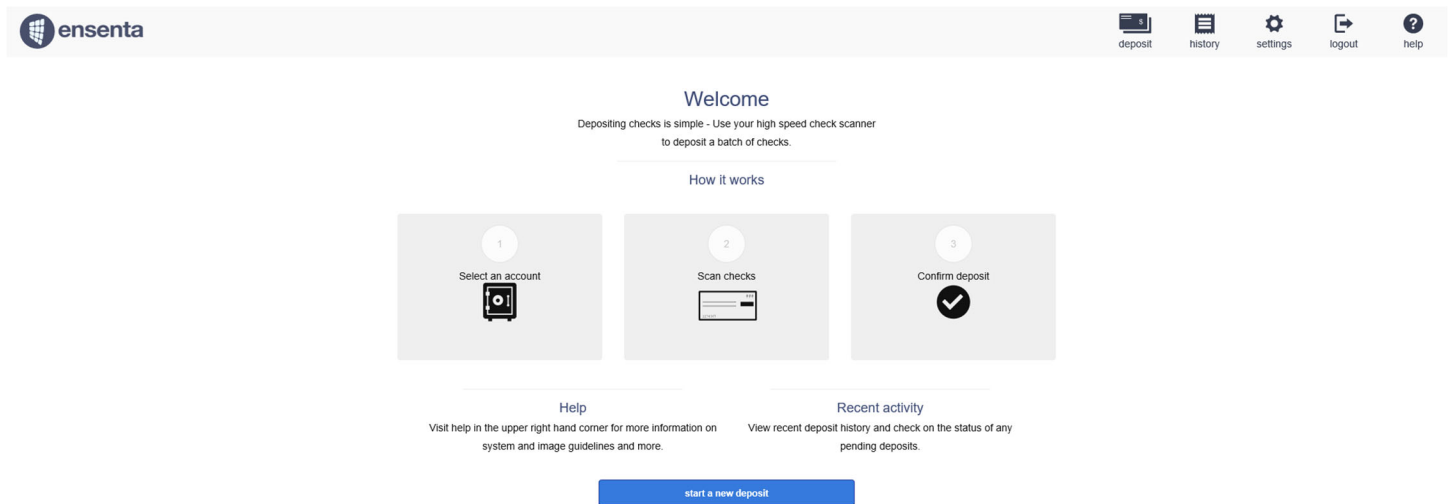 ensenta
deposit
history
settings
logout
help
Welcome
Depositing checks is simple - Use your high speed check scanner
to deposit a batch of checks.
How it works
1
Select an account
2
Scan checks
3
Confirm deposit
Help
Visit help in the upper right hand corner for more information on
system and image guidelines and more.
Recent activity
View recent deposit history and check on the status of any
pending deposits.
start a new deposit